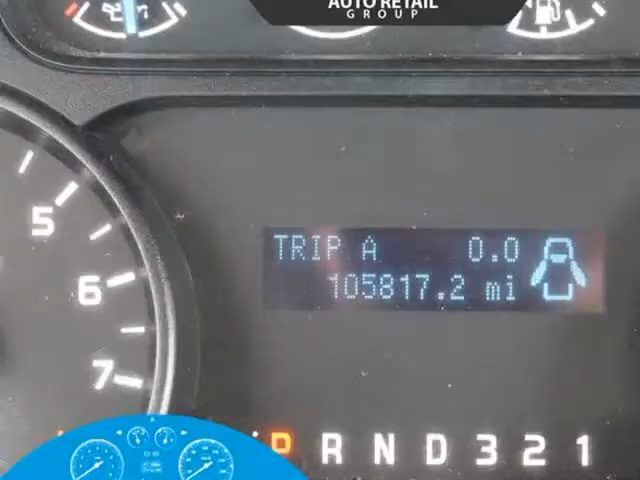 AUTO RETAIL
GROUP
5
6
7
TRIP A 0.0
105817.2 mi
P R N D 3 2 1